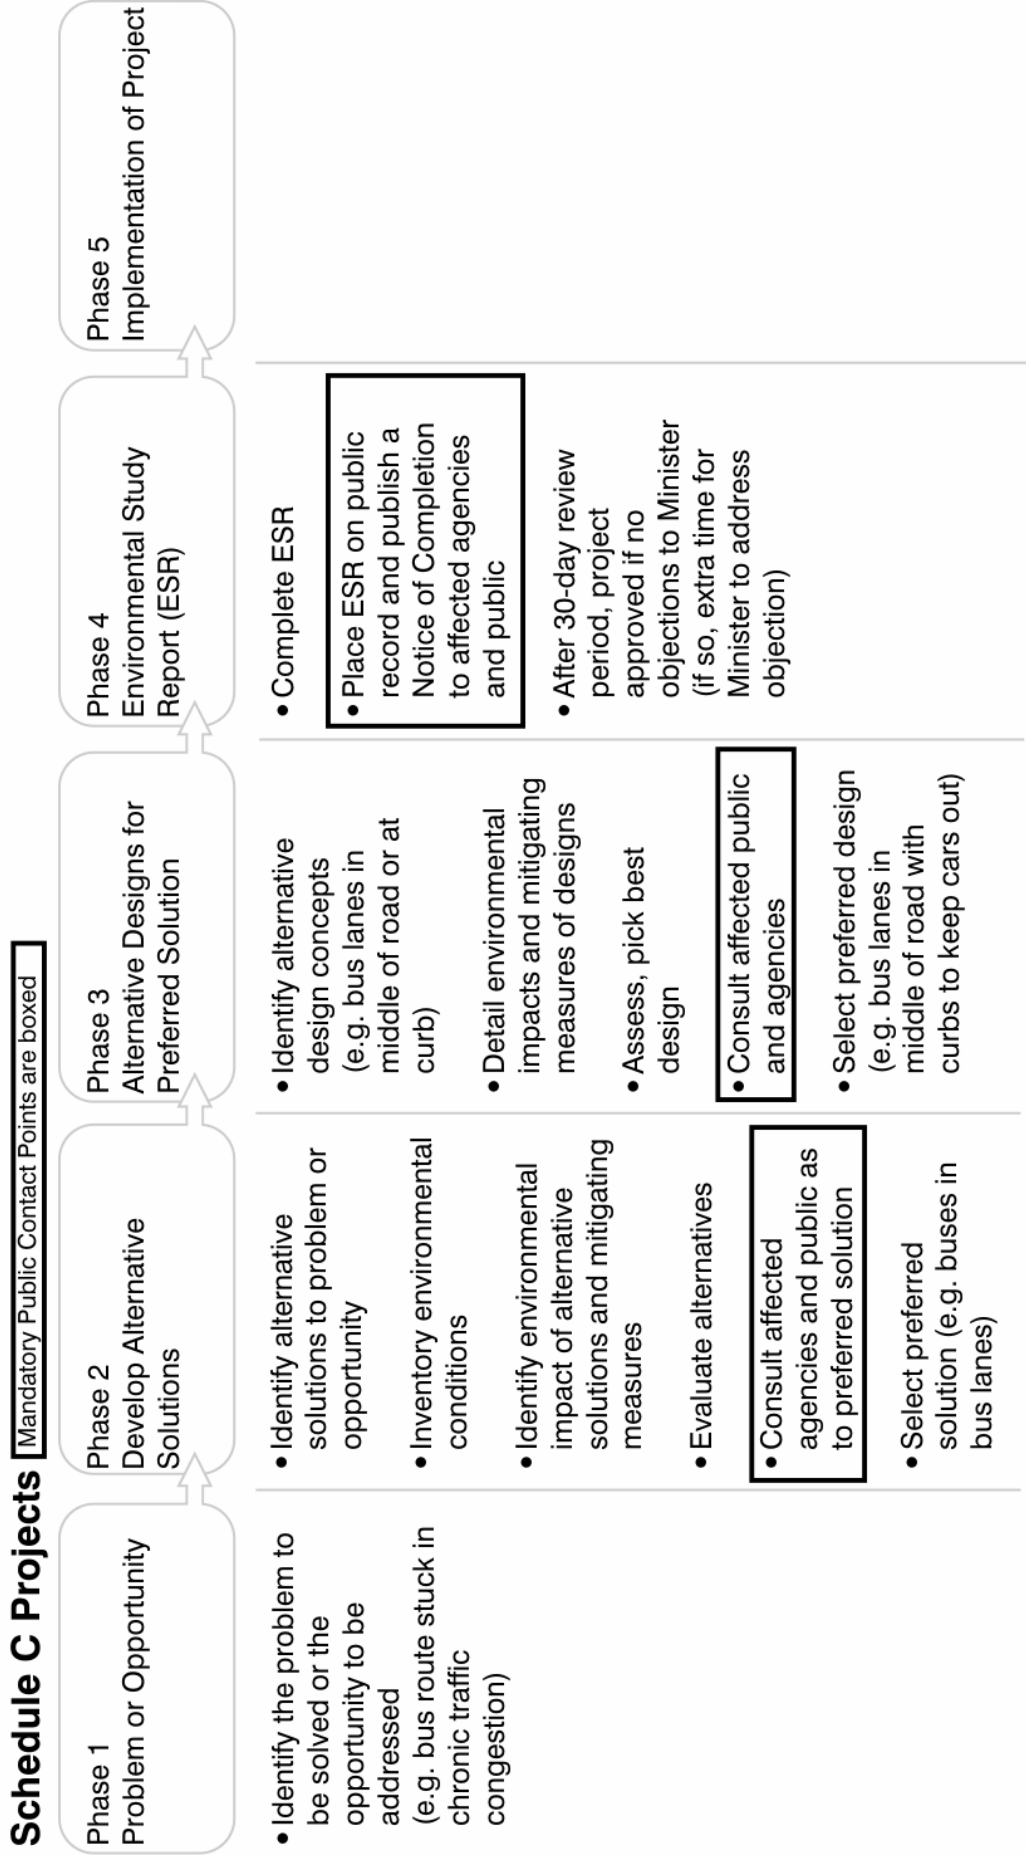 Schedule C Projects
Mandatory Public Contact Points are boxed
Phase 1
Problem or Opportunity
• Identify the problem to
be solved or the
opportunity to be
addressed
(e.g. bus route stuck in
chronic traffic
congestion)
Phase 2
Develop Alternative
Solutions
• Identify alternative
solutions to problem or
opportunity
• Inventory environmental
conditions
• Identify environmental
impact of alternative
solutions and mitigating
measures
• Evaluate alternatives
• Consult affected
agencies and public as
to preferred solution
• Select preferred
solution (e.g. buses in
bus lanes)
Phase 3
Alternative Designs for
Preferred Solution
• Identify alternative
design concepts
(e.g. bus lanes in
middle of road or at
curb)
• Detail environmental
impacts and mitigating
measures of designs
• Assess, pick best
design
• Consult affected public
and agencies
• Select preferred design
(e.g. bus lanes in
middle of road with
curbs to keep cars out)
Phase 4
Environmental Study
Report (ESR)
• Complete ESR
• Place ESR on public
record and publish a
Notice of Completion
to affected agencies
and public
• After 30-day review
period, project
approved if no
objections to Minister
(if so, extra time for
Minister to address
objection)
Phase 5
Implementation of Project